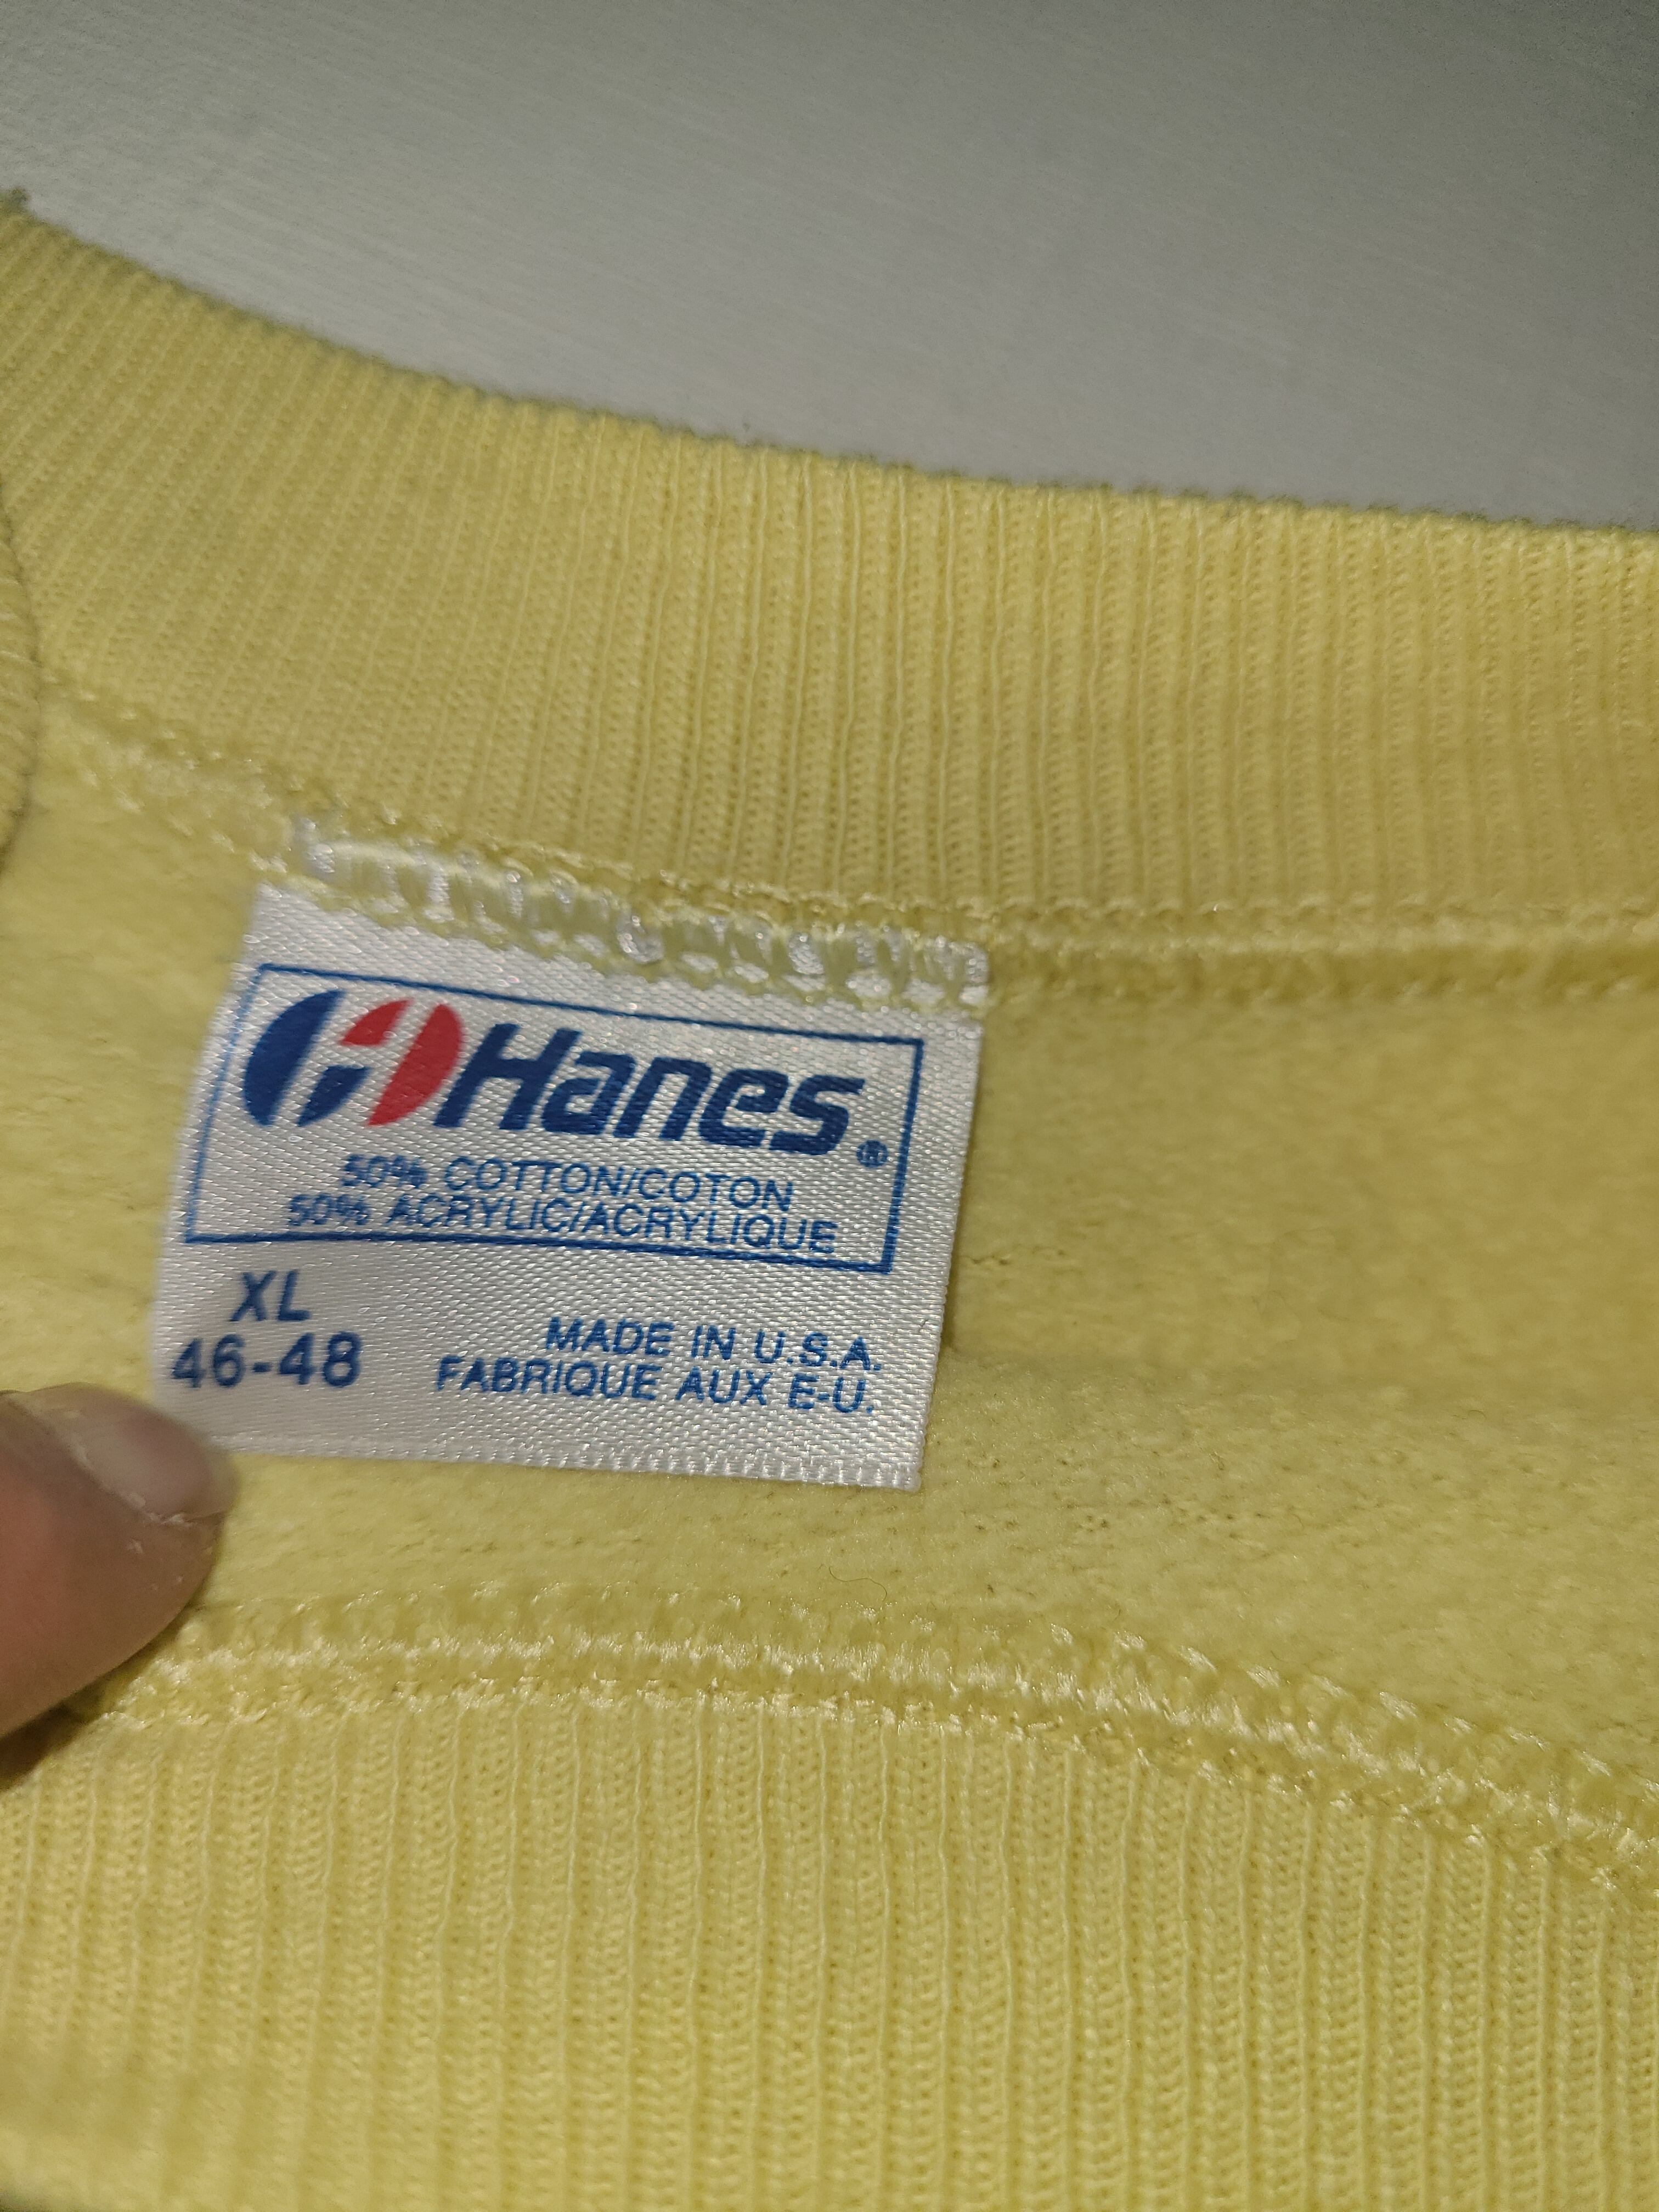 Hanes®
50% COTTON/COTON
50% ACRYLIC/ACRYLIQUE
XL
46-48
MADE IN U.S.A.
FABRIQUE AUX E-U.